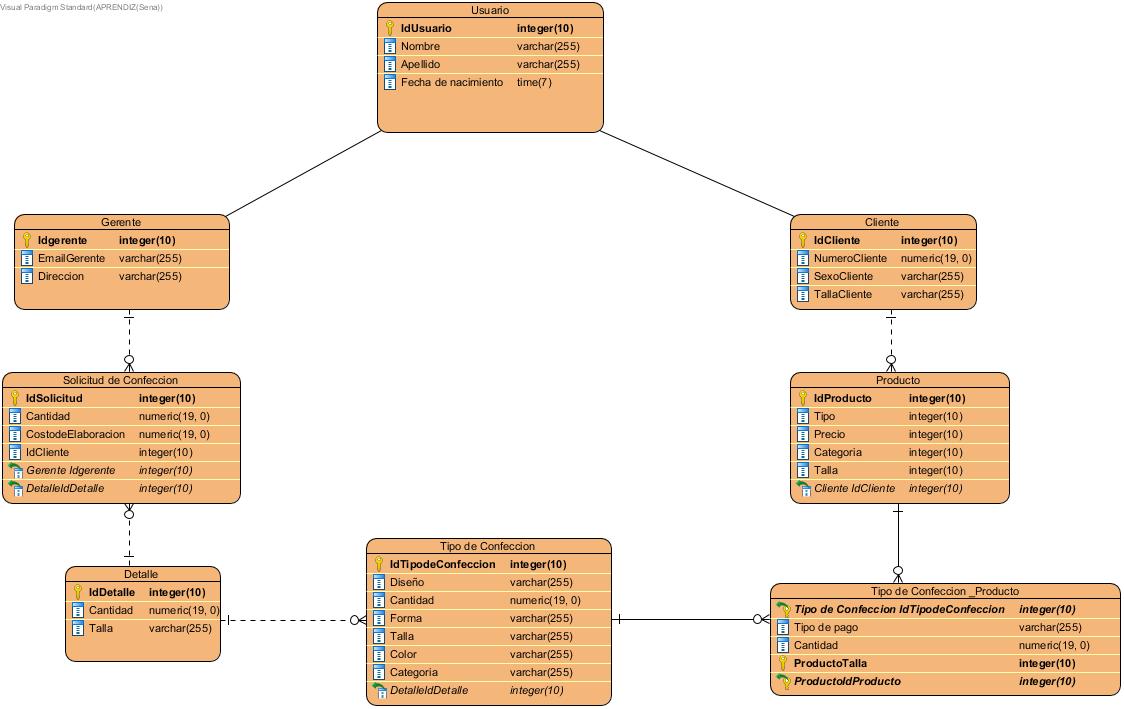 Visual Paradigm Standard(APRENDIZ(Sena))
Usuario
IdUsuario integer(10)
Nombre varchar(255)
Apellido varchar(255)
Fecha de nacimiento time(7)
Gerente
Idgerente integer(10)
EmailGerente varchar(255)
Direccion varchar(255)
Cliente
IdCliente integer(10)
NumeroCliente numeric(19, 0)
SexoCliente varchar(255)
TallaCliente varchar(255)
Solicitud de Confeccion
IdSolicitud integer(10)
Cantidad numeric(19, 0)
CostodeElaboracion numeric(19, 0)
IdCliente integer(10)
Gerente Idgerente integer(10)
DetalleIdDetalle integer(10)
Producto
IdProducto integer(10)
Tipo integer(10)
Precio integer(10)
Categoria integer(10)
Talla integer(10)
Cliente IdCliente integer(10)
Detalle
IdDetalle integer(10)
Cantidad numeric(19, 0)
Talla varchar(255)
Tipo de Confeccion
IdTipodeConfeccion integer(10)
Diseño varchar(255)
Cantidad numeric(19, 0)
Forma varchar(255)
Talla varchar(255)
Color varchar(255)
Categoria varchar(255)
DetalleIdDetalle integer(10)
Tipo de Confeccion _Producto
Tipo de Confeccion IdTipodeConfeccion integer(10)
Tipo de pago varchar(255)
Cantidad numeric(19, 0)
ProductoTalla integer(10)
ProductoIdProducto integer(10)